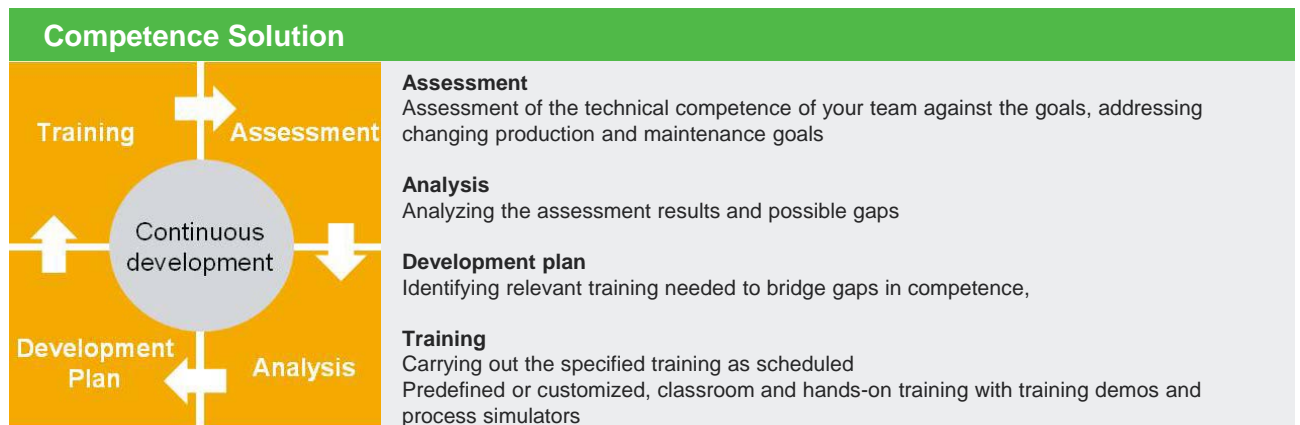 Competence Solution
Training
Assessment
Continuous
development
Development
Plan
Analysis
Assessment
Assessment of the technical competence of your team against the goals, addressing
changing production and maintenance goals
Analysis
Analyzing the assessment results and possible gaps
Development plan
Identifying relevant training needed to bridge gaps in competence,
Training
Carrying out the specified training as scheduled
Predefined or customized, classroom and hands-on training with training demos and
process simulators